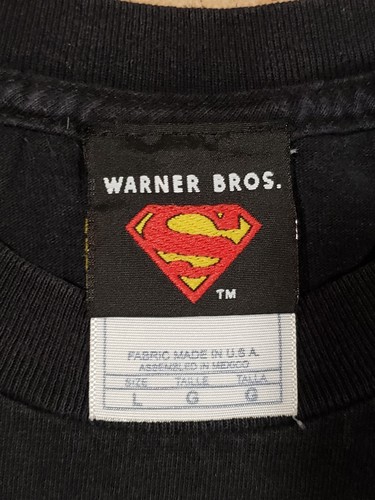 WARNER BROS.
S
TM
FABRIC MADE IN U.S.A.
ASSEMBLED IN MEXICO
SIZE TAILLE TALLA
L G G